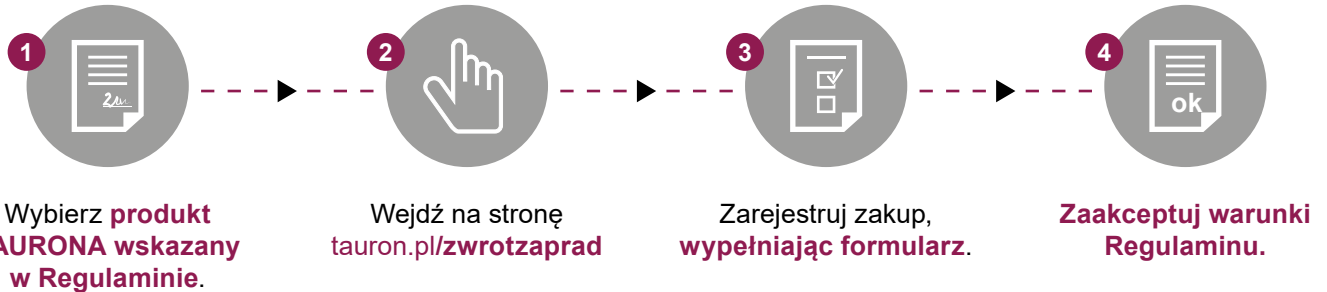 1
2
3
4
ok
Wybierz produkt
AURONA wskazany
w Regulaminie.
Wejdź na stronę
tauron.pl/zwrotzaprad
Zarejestruj zakup,
wypełniając formularz.
Zaakceptuj warunki
Regulaminu.